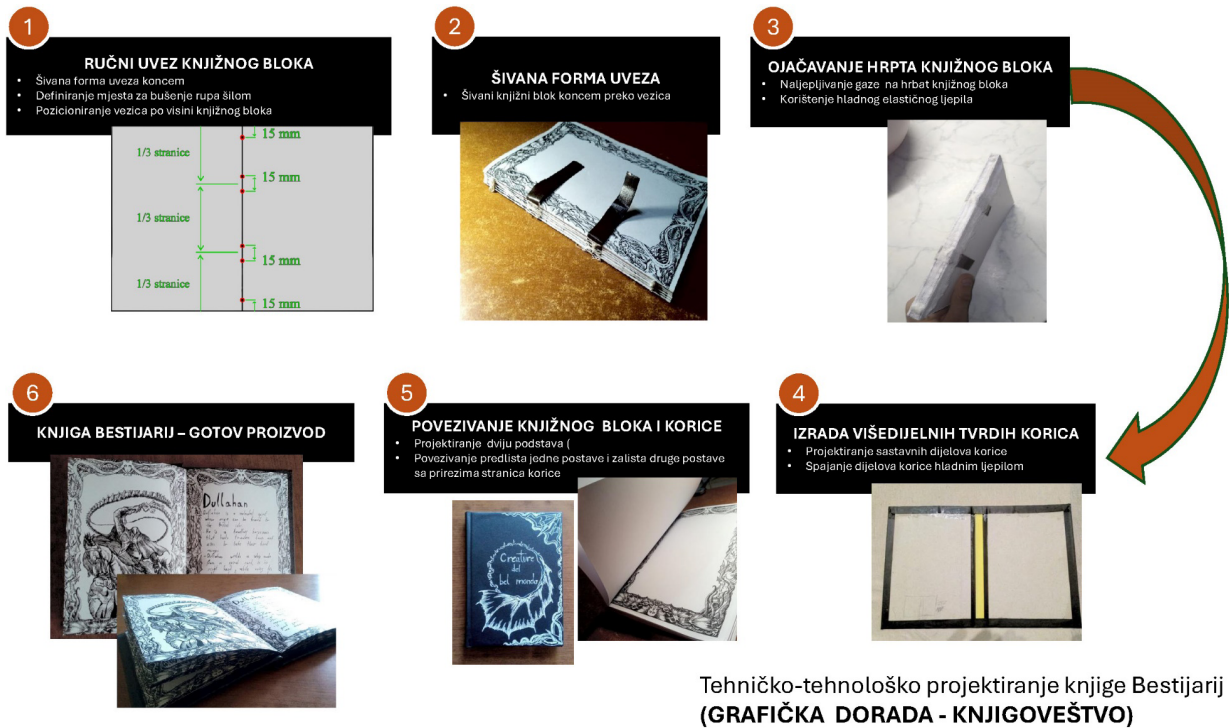 1
RUČNI UVEZ KNJIŽNOG BLOKA
• Šivana forma uveza koncem
• Definiranje mjesta za bušenje rupa šilom
• Pozicioniranje vezica po visini knjižnog bloka
15 mm
1/3 stranice
15 mm
1/3 stranice
15 mm
1/3 stranice
15 mm
2
ŠIVANA FORMA UVEZA
• Šivani knjižni blok koncem preko vezica
3
OJAČAVANJE HRPTA KNJIŽNOG BLOKA
• Naljepljivanje gaze na hrbat knjižnog bloka
• Korištenje hladnog elastičnog ljepila
4
IZRADA VIŠEDIJELNIH TVRDIH KORICA
• Projektiranje sastavnih dijelova korice
• Spajanje dijelova korice hladnim ljepilom
5
POVEZIVANJE KNJIŽNOG BLOKA I KORICE
• Projektiranje dviju podstava (
• Povezivanje predlista jedne postave i zalista druge postave
sa prirezima stranica korice
Creature
del
bel mondo
6
KNJIGA BESTIJARIJ – GOTOV PROIZVOD
Dullahan
Tehničko-tehnološko projektiranje knjige Bestijarij
(GRAFIČKA DORADA - KNJIGOVEŠTVO)